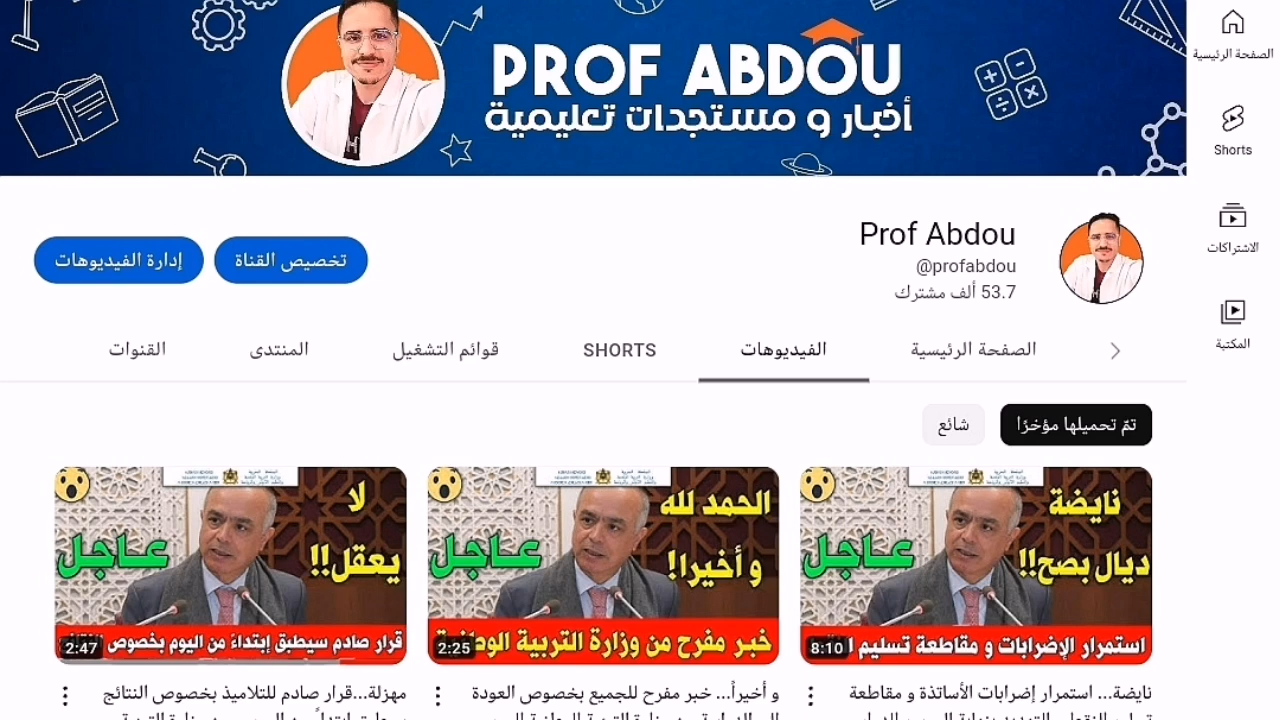 PROF ABDOU
أخبار و مستجدات تعليمية
الصفحة الرئيسية
Shorts
الاشتراكات
المكتبة
Prof Abdou
@profabdou
53.7 ألف مشترك
تخصيص القناة
إدارة الفيديوهات
الصفحة الرئيسية
الفيديوهات
SHORTS
قوائم التشغيل
المنتدى
القنوات
تمّ تحميلها مؤخرًا
شائع
نايضة
ديال بصح!!
عــاجـل
استمرار الإضرابات و مقاطعة تسليم
8:10
نايضة... استمرار إضرابات الأساتذة و مقاطعة
الحمد لله
و أخيرا!
عــاجـل
خبر مفرح من وزارة التربية
2:25
و أخيراً... خبر مفرح للجميع بخصوص العودة
لا
يعقل!!
عــاجـل
قرار صادم سيطبق إبتداءً من اليوم بخصوص
2:47
مهزلة...قرار صادم للتلاميذ بخصوص النتائج